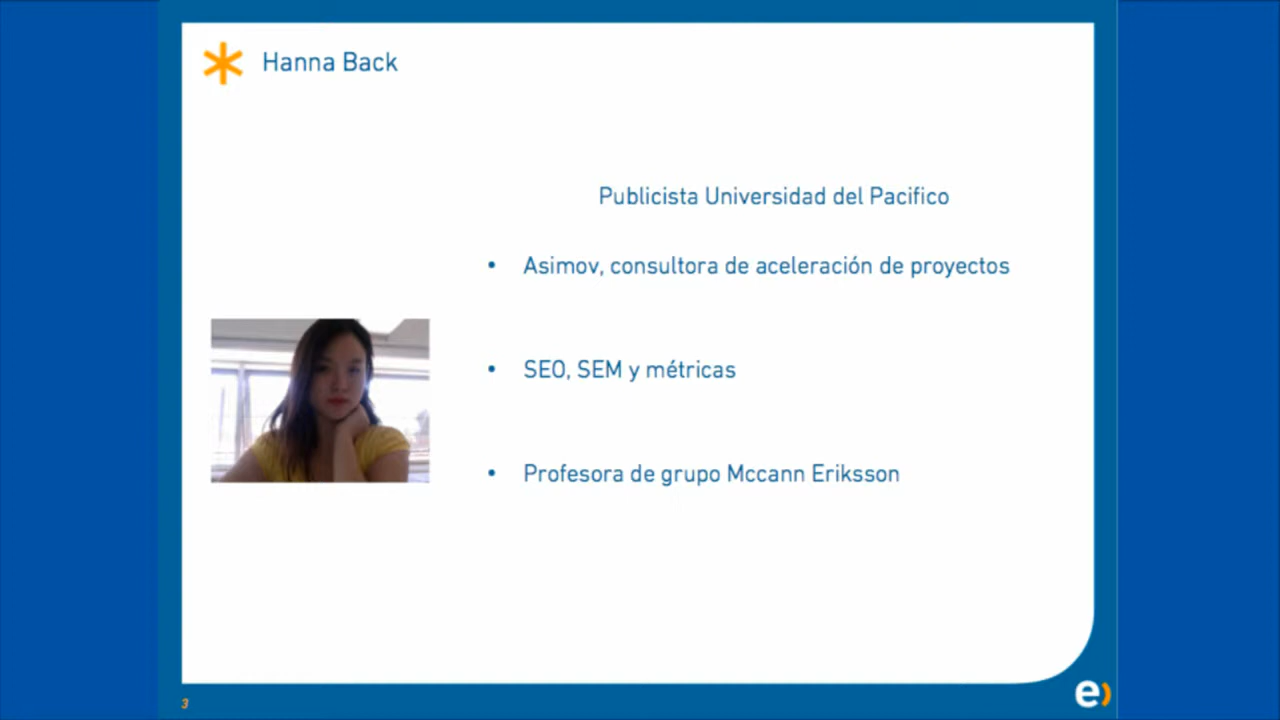 Hanna Back
Publicista Universidad del Pacifico
• Asimov, consultora de aceleración de proyectos
• SEO, SEM y métricas
• Profesora de grupo Mccann Eriksson
3
e)